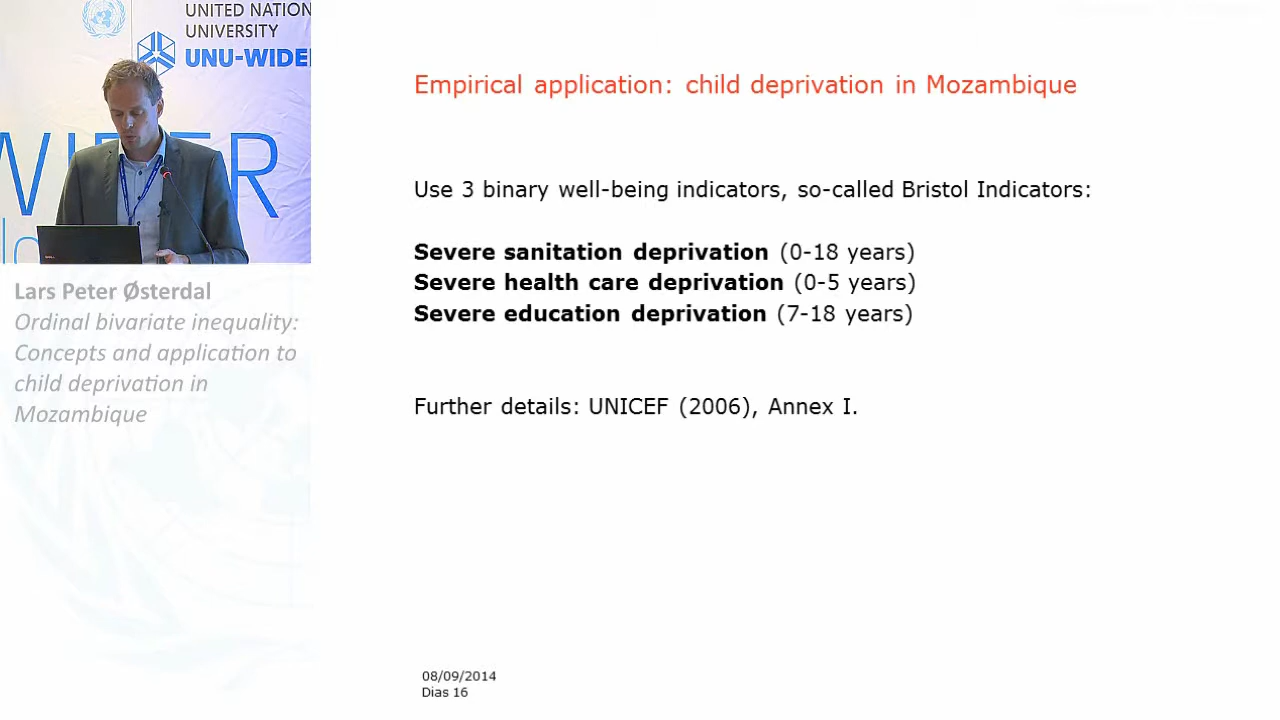 UNITED NATION
UNIVERSITY
UNU-WIDE
Lars Peter Østerdal
Ordinal bivariate inequality:
Concepts and application to
child deprivation in
Mozambique
Empirical application: child deprivation in Mozambique
Use 3 binary well-being indicators, so-called Bristol Indicators:
Severe sanitation deprivation (0-18 years)
Severe health care deprivation (0-5 years)
Severe education deprivation (7-18 years)
Further details: UNICEF (2006), Annex I.
08/09/2014
Dias 16